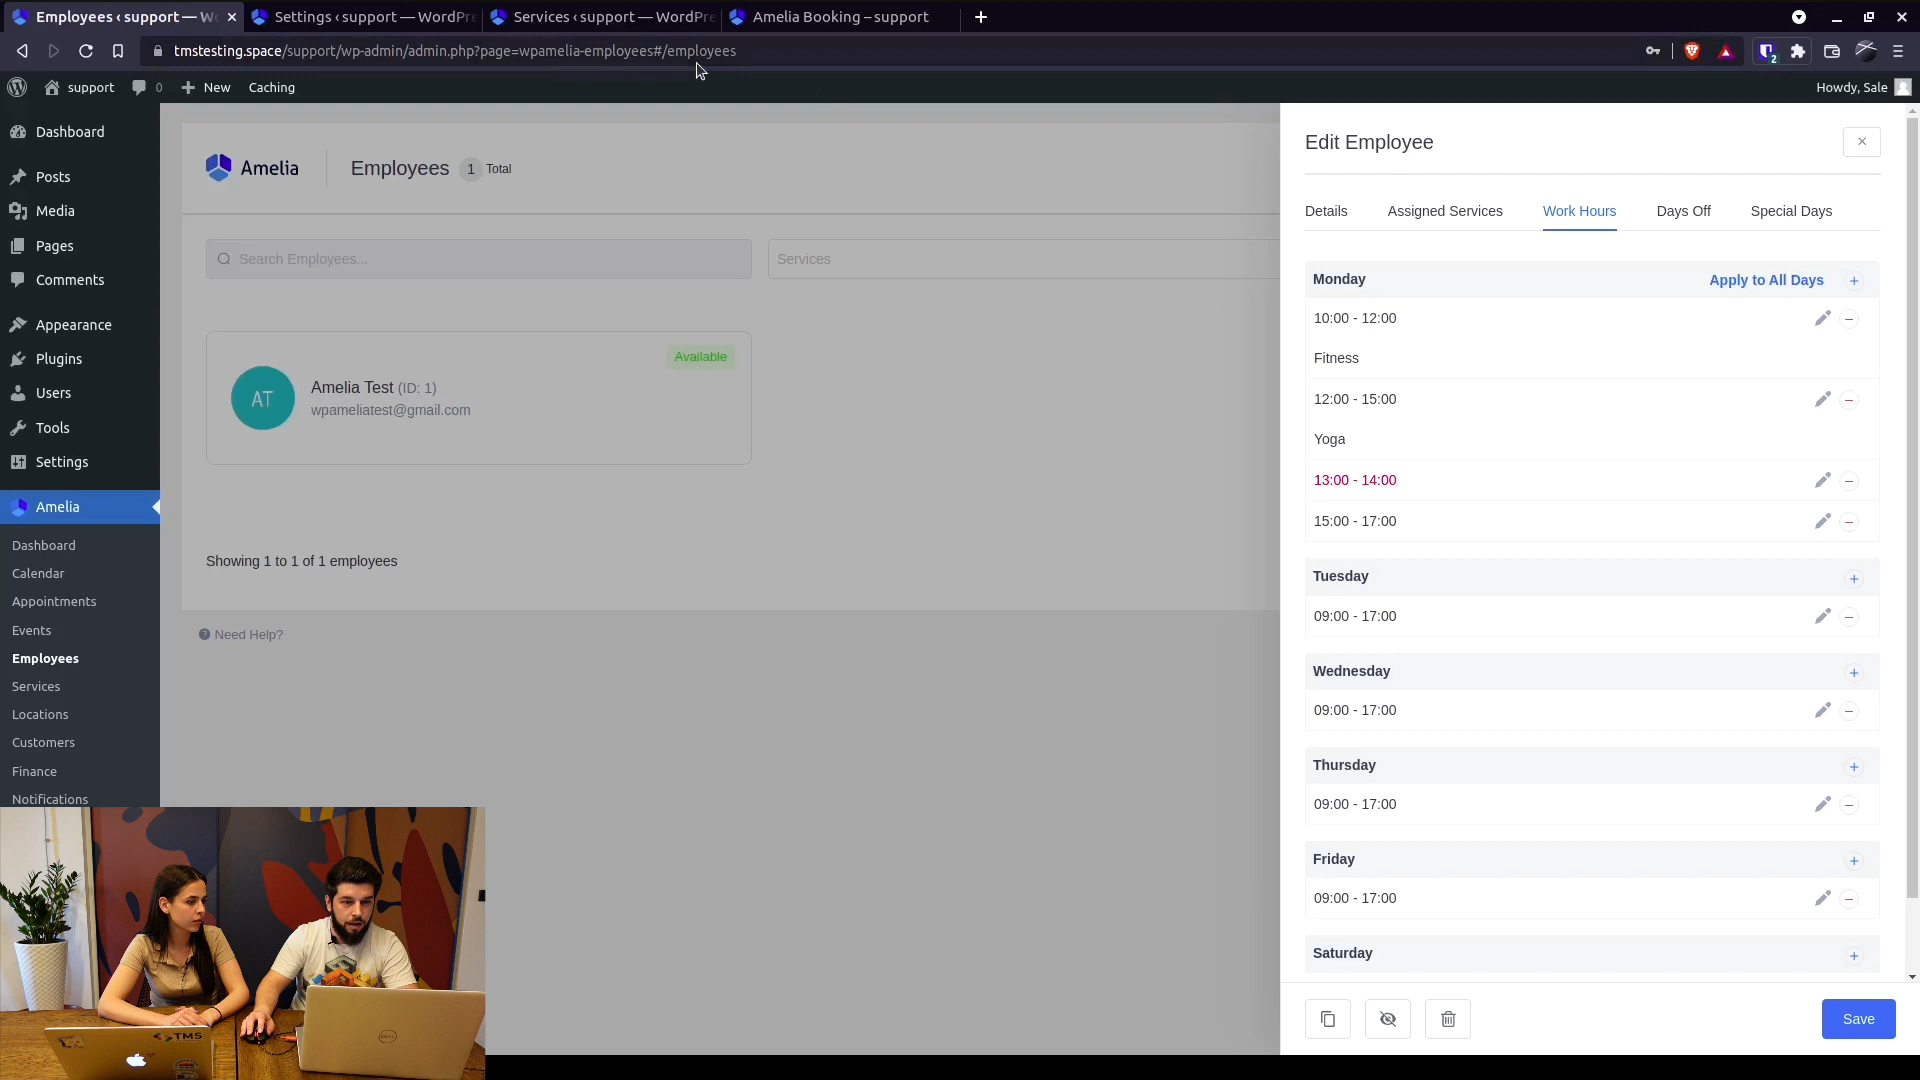 Employees ‹ support — W
Settings ‹ support — WordPre
Services ‹ support — WordPre
Amelia Booking – support
tmstesting.space/support/wp-admin/admin.php?page=wpamelia-employees#/employees
2
support
0
New
Caching
Howdy, Sale
Dashboard
Posts
Media
Pages
Comments
Appearance
Plugins
Users
Tools
Settings
Amelia
Dashboard
Calendar
Appointments
Events
Employees
Services
Locations
Customers
Finance
Notifications
Amelia
Employees 1 Total
Search Employees...
Services
Available
AT
Amelia Test (ID: 1)
wpameliatest@gmail.com
Showing 1 to 1 of 1 employees
Need Help?
Edit Employee
Details Assigned Services Work Hours Days Off Special Days
Monday Apply to All Days
10:00 - 12:00
Fitness
12:00 - 15:00
Yoga
13:00 - 14:00
15:00 - 17:00
Tuesday
09:00 - 17:00
Wednesday
09:00 - 17:00
Thursday
09:00 - 17:00
Friday
09:00 - 17:00
Saturday
Save
TMS
DELL